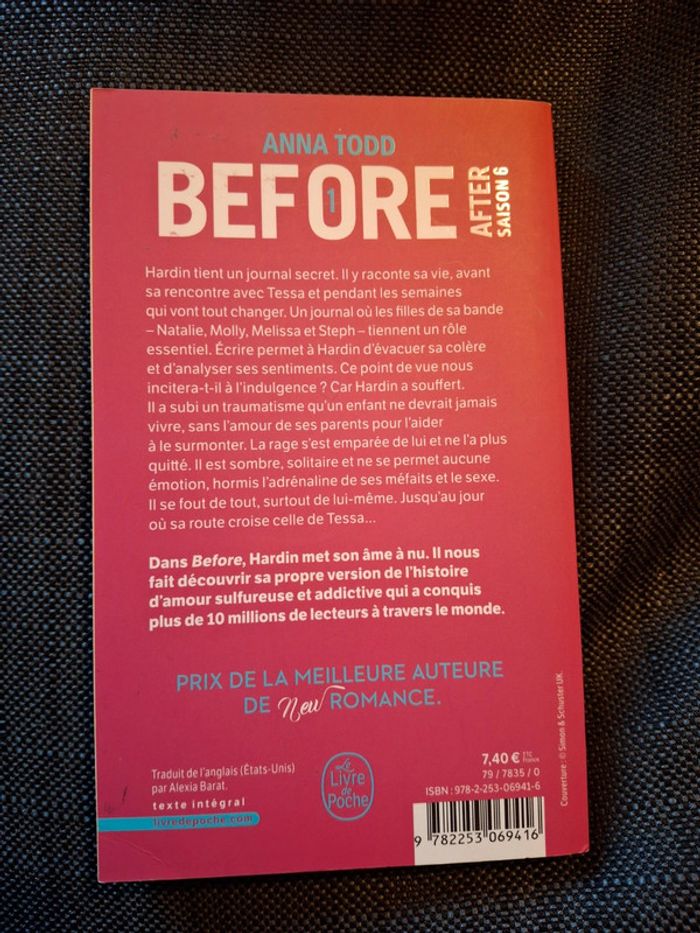 ANNA TODD
BEFORE
1
AFTER
SAISON 6
Hardin tient un journal secret. Il y raconte sa vie, avant
sa rencontre avec Tessa et pendant les semaines
qui vont tout changer. Un journal où les filles de sa bande
– Natalie, Molly, Melissa et Steph – tiennent un rôle
essentiel. Écrire permet à Hardin d'évacuer sa colère
et d'analyser ses sentiments. Ce point de vue nous
incitera-t-il à l'indulgence ? Car Hardin a souffert.
Il a subi un traumatisme qu'un enfant ne devrait jamais
vivre, sans l'amour de ses parents pour l'aider
à le surmonter. La rage s'est emparée de lui et ne l'a plus
quitté. Il est sombre, solitaire et ne se permet aucune
émotion, hormis l'adrénaline de ses méfaits et le sexe.
Il se fout de tout, surtout de lui-même. Jusqu'au jour
où sa route croise celle de Tessa...
Dans Before, Hardin met son âme à nu. Il nous
fait découvrir sa propre version de l'histoire
d'amour sulfureuse et addictive qui a conquis
plus de 10 millions de lecteurs à travers le monde.
PRIX DE LA MEILLEURE AUTEURE
DE New ROMANCE.
Traduit de l'anglais (États-Unis)
par Alexia Barat.
texte intégral
livredepoche.com
Le
Livre
de
Poche
7,40 € TTC
France
79 / 7835 / 0
ISBN : 978-2-253-06941-6
9 782253 069416
Couverture : © Simon & Schuster UK.